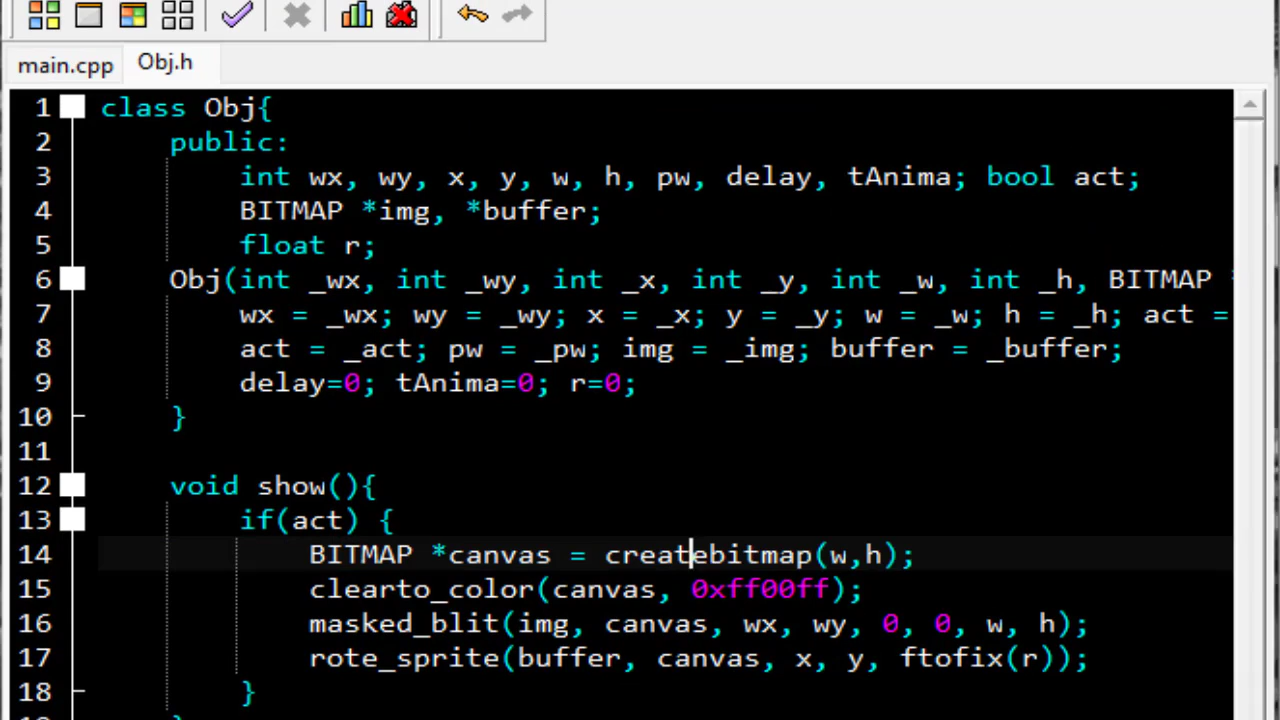 main.cpp Obj.h
1 class Obj{
2 public:
3 int wx, wy, x, y, w, h, pw, delay, tAnima; bool act;
4 BITMAP *img, *buffer;
5 float r;
6 Obj(int _wx, int _wy, int _x, int _y, int _w, int _h, BITMAP
7 wx = _wx; wy = _wy; x = _x; y = _y; w = _w; h = _h; act =
8 act = _act; pw = _pw; img = _img; buffer = _buffer;
9 delay=0; tAnima=0; r=0;
10 }
11
12 void show(){
13 if(act) {
14 BITMAP *canvas = createbitmap(w,h);
15 clearto_color(canvas, 0xff00ff);
16 masked_blit(img, canvas, wx, wy, 0, 0, w, h);
17 rote_sprite(buffer, canvas, x, y, ftofix(r));
18 }